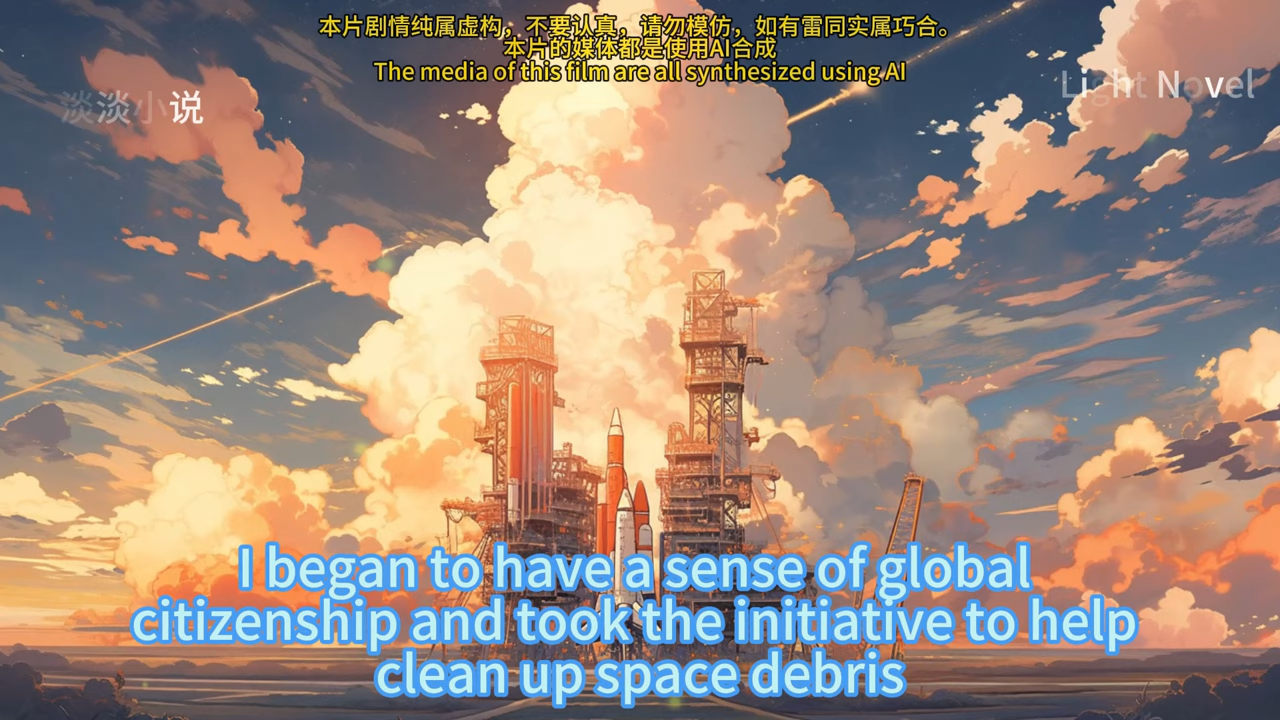 本片剧情纯属虚构，不要认真，请勿模仿，如有雷同实属巧合。
本片的媒体都是使用AI合成
The media of this film are all synthesized using AI
淡淡小说
Light Novel
I began to have a sense of global
citizenship and took the initiative to help
clean up space debris